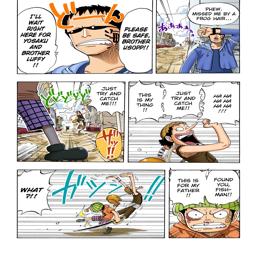 PHEW,
MISSED ME BY A
FROG HAIR...
PLEASE
BE SAFE,
BROTHER
USOPP!!
I'LL
WAIT
RIGHT
HERE FOR
YOSAKU
AND
BROTHER
LUFFY
!!
HA HA
HA HA
HA
!!!
JUST
TRY AND
CATCH
ME!!
THIS IS
MY
THING
!!
JUST
TRY AND
CATCH
ME!!
FOUND
YOU,
FISH-
MAN!!
THIS IS
FOR MY
FATHER
!!
WHAT
?!